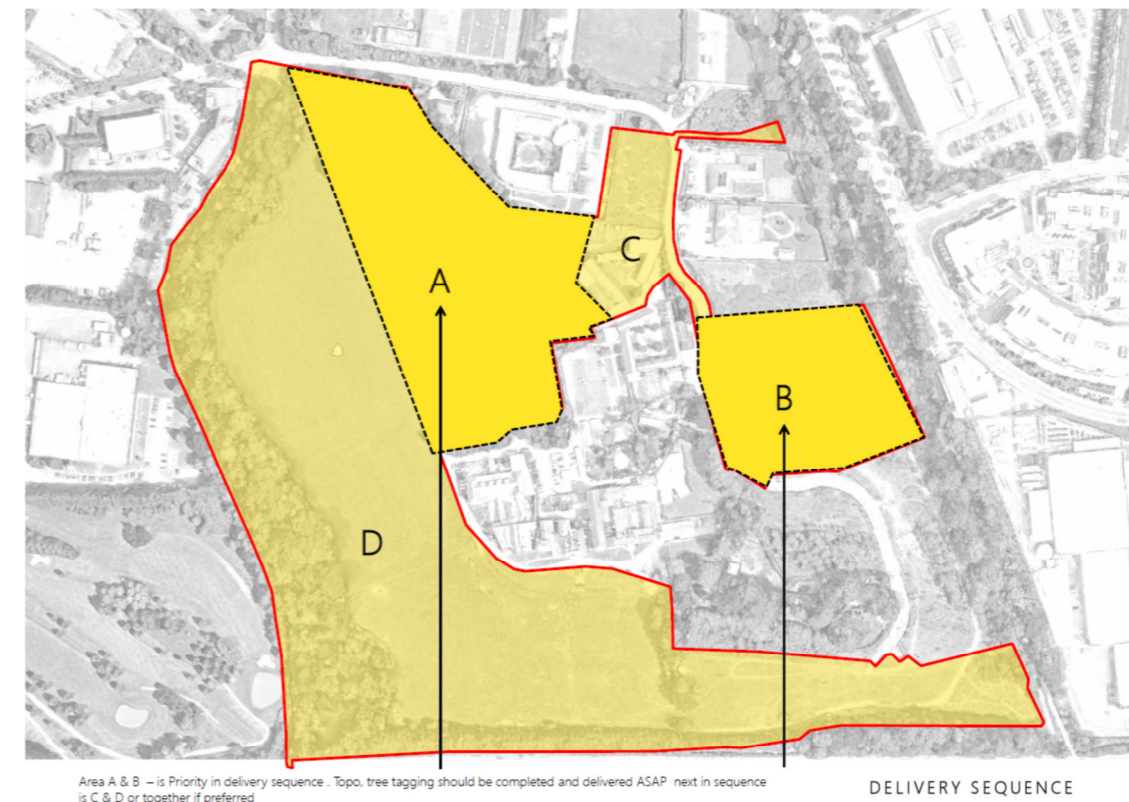 A
C
B
D
Area A & B – is Priority in delivery sequence . Topo, tree tagging should be completed and delivered ASAP next in sequence
is C & D or together if preferred
DELIVERY SEQUENCE